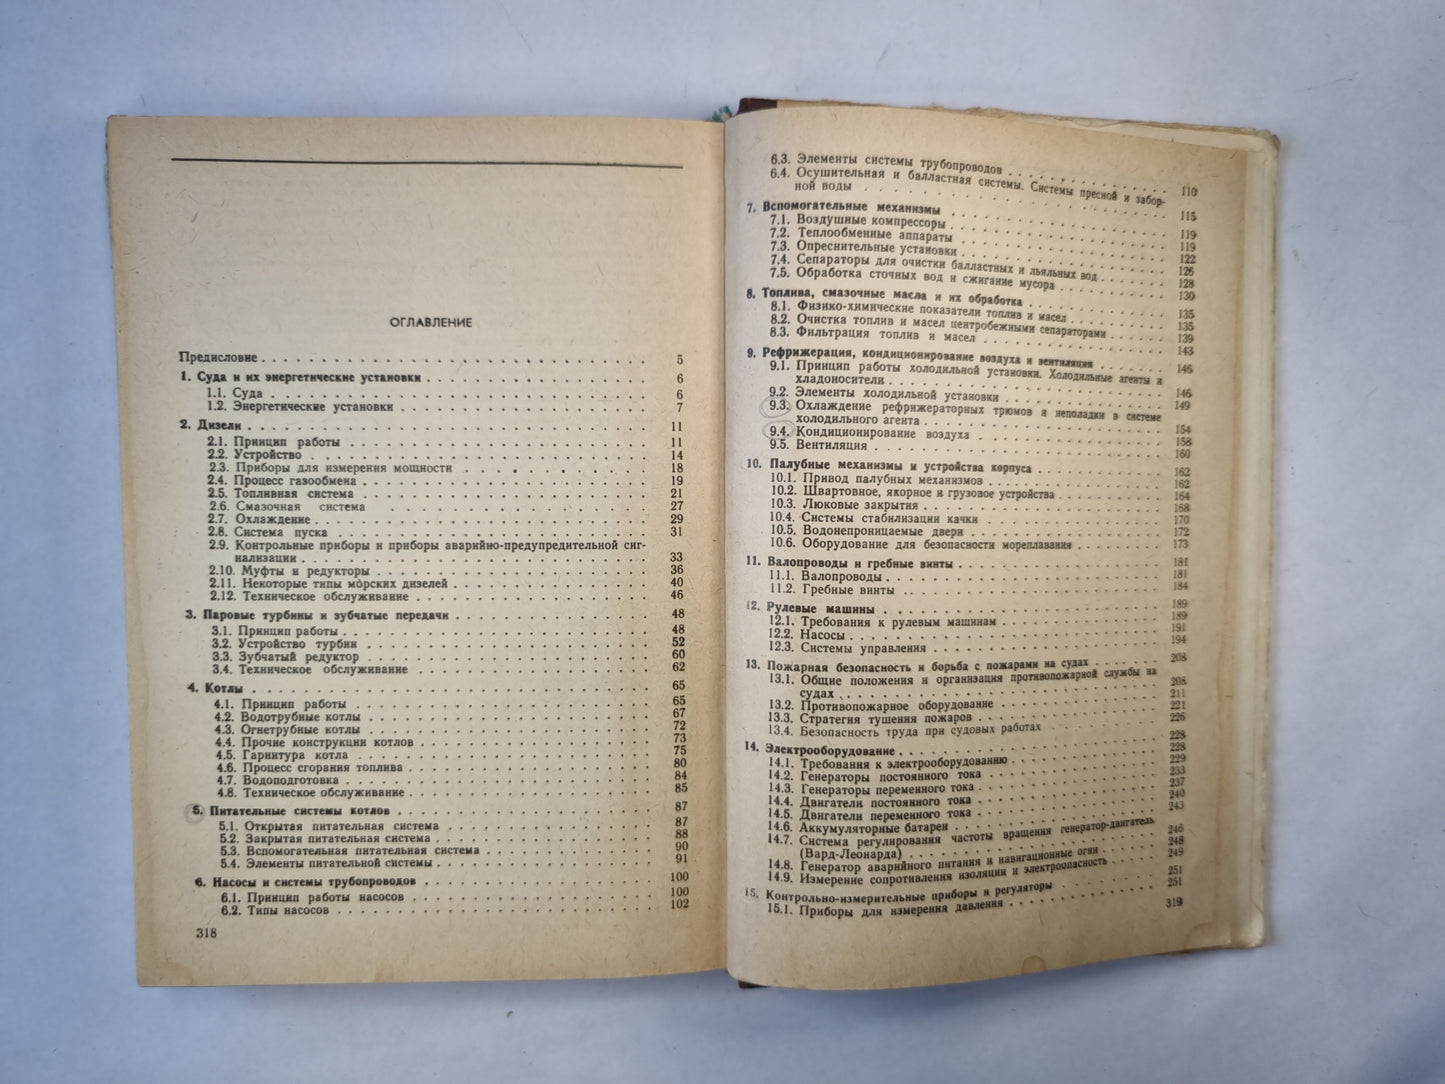 ОГЛАВЛЕНИЕ
Предисловие 5
1. Суда и их энергетические установки 6
1.1. Суда 6
1.2. Энергетические установки 7
2. Дизели 11
2.1. Принцип работы 11
2.2. Устройство 14
2.3. Приборы для измерения мощности 18
2.4. Процесс газообмена 19
2.5. Топливная система 21
2.6. Смазочная система 27
2.7. Охлаждение 29
2.8. Система пуска 31
2.9. Контрольные приборы и приборы аварийно-предупредительной сиг-
нализации 33
2.10. Муфты и редукторы 36
2.11. Некоторые типы морских дизелей 40
2.12. Техническое обслуживание 46
3. Паровые турбины и зубчатые передачи 48
3.1. Принцип работы 48
3.2. Устройство турбин 52
3.3. Зубчатый редуктор 60
3.4. Техническое обслуживание 62
4. Котлы 65
4.1. Принцип работы 65
4.2. Водотрубные котлы 67
4.3. Огнетрубные котлы 72
4.4. Прочие конструкции котлов 73
4.5. Гарнитура котла 75
4.6. Процесс сгорания топлива 80
4.7. Водоподготовка 84
4.8. Техническое обслуживание 85
5. Питательные системы котлов 87
5.1. Открытая питательная система 87
5.2. Закрытая питательная система 88
5.3. Вспомогательная питательная система 90
5.4. Элементы питательной системы 91
6. Насосы и системы трубопроводов 100
6.1. Принцип работы насосов 100
6.2. Типы насосов 102
318
6.3. Элементы системы трубопроводов 110
6.4. Осушительная и балластная системы. Системы пресной и забор-
ной воды 115
7. Вспомогательные механизмы 119
7.1. Воздушные компрессоры 119
7.2. Теплообменные аппараты 122
7.3. Опреснительные установки 126
7.4. Сепараторы для очистки балластных и льяльных вод 128
7.5. Обработка сточных вод и сжигание мусора 130
8. Топлива, смазочные масла и их обработка 135
8.1. Физико-химические показатели топлив и масел 135
8.2. Очистка топлив и масел центробежными сепараторами 139
8.3. Фильтрация топлив и масел 143
9. Рефрижерация, кондиционирование воздуха и вентиляция 146
9.1. Принцип работы холодильной установки. Холодильные агенты и
хладоносители 146
9.2. Элементы холодильной установки 149
9.3. Охлаждение рефрижераторных трюмов и неполадки в системе
холодильного агента 154
9.4. Кондиционирование воздуха 158
9.5. Вентиляция 160
10. Палубные механизмы и устройства корпуса 162
10.1. Привод палубных механизмов 162
10.2. Швартовное, якорное и грузовое устройства 164
10.3. Люковые закрытия 168
10.4. Системы стабилизации качки 170
10.5. Водонепроницаемые двери 172
10.6. Оборудование для безопасности мореплавания 173
11. Валопроводы и гребные винты 181
11.1. Валопроводы 181
11.2. Гребные винты 184
12. Рулевые машины 189
12.1. Требования к рулевым машинам 189
12.2. Насосы 191
12.3. Системы управления 194
13. Пожарная безопасность и борьба с пожарами на судах 208
13.1. Общие положения и организация противопожарной службы на
судах 208
13.2. Противопожарное оборудование 211
13.3. Стратегия тушения пожаров 221
13.4. Безопасность труда при судовых работах 226
14. Электрооборудование 228
14.1. Требования к электрооборудованию 228
14.2. Генераторы постоянного тока 229
14.3. Генераторы переменного тока 233
14.4. Двигатели постоянного тока 237
14.5. Двигатели переменного тока 240
14.6. Аккумуляторные батареи 243
14.7. Система регулирования частоты вращения генератор-двигатель
(Вард-Леонарда) 246
14.8. Генератор аварийного питания и навигационные огни 248
14.9. Измерение сопротивления изоляции и электроопасность 249
15. Контрольно-измерительные приборы и регуляторы 251
15.1. Приборы для измерения давления 251
319